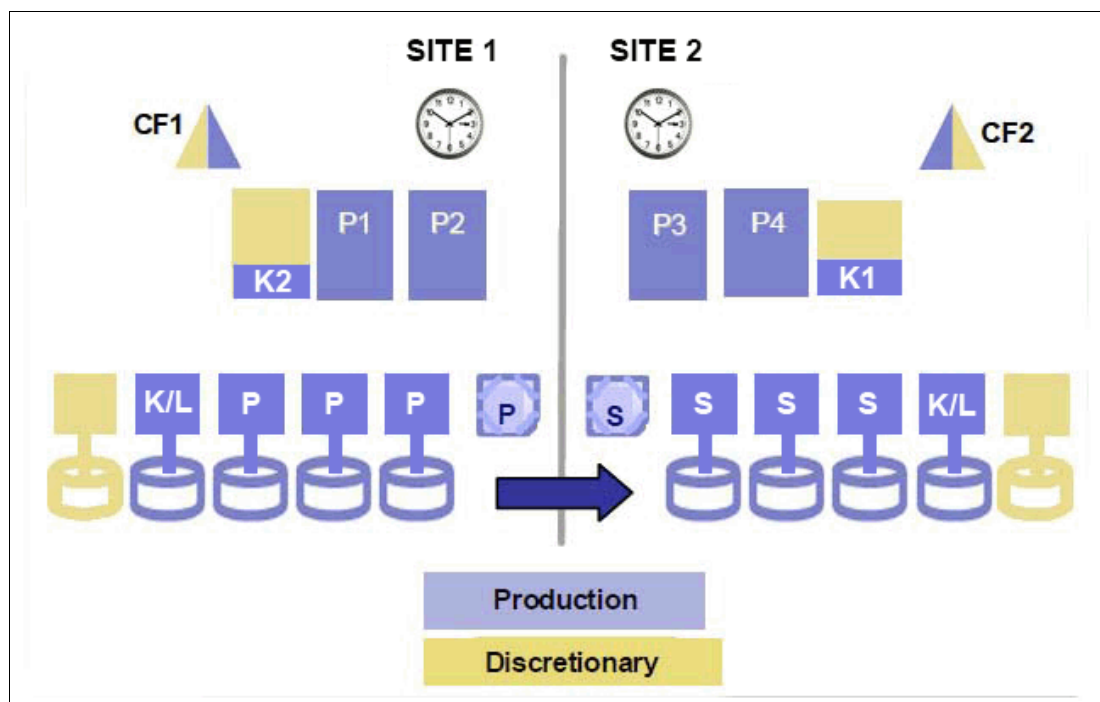 SITE 1
SITE 2
CF1
CF2
P1
P2
P3
P4
K2
K1
K/L
P
P
P
P
S
S
S
S
K/L
Production
Discretionary